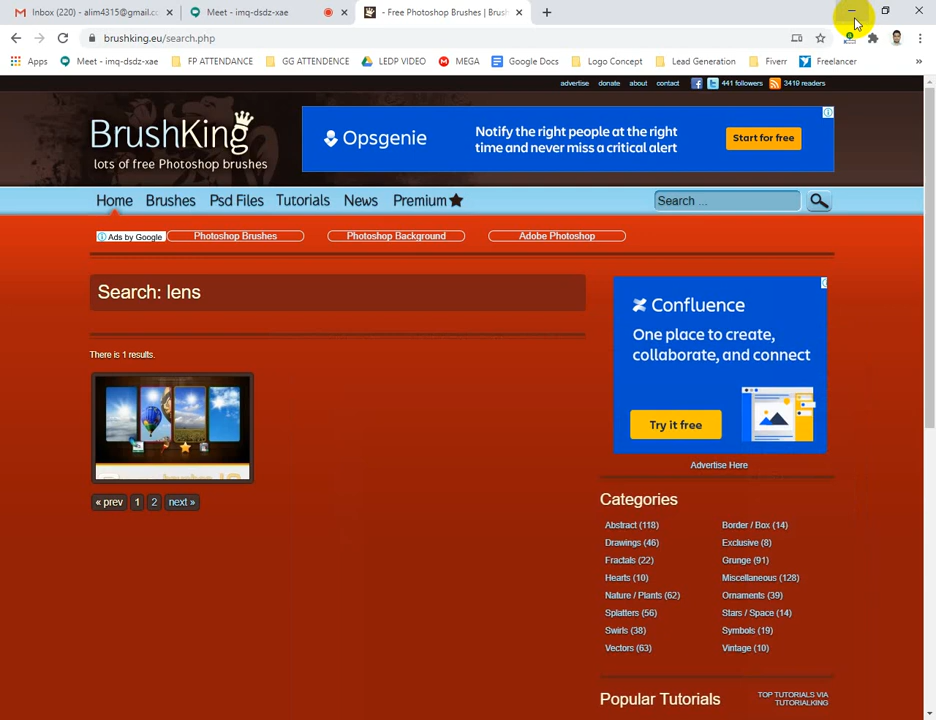 Inbox (220) - alim4315@gmail.c
Meet - imq-dsdz-xae
- Free Photoshop Brushes | Brush
brushking.eu/search.php
Apps
Meet - imq-dsdz-xae
FP ATTENDANCE
GG ATTENDENCE
LEDP VIDEO
MEGA
Google Docs
Logo Concept
Lead Generation
Fiverr
Freelancer
»
advertise
donate
about
contact
441 followers
3419 readers
BrushKing
lots of free Photoshop brushes
Opsgenie
Notify the right people at the right
time and never miss a critical alert
Start for free
Home
Brushes
Psd Files
Tutorials
News
Premium
Search ...
Ads by Google
Photoshop Brushes
Photoshop Background
Adobe Photoshop
Search: lens
There is 1 results.
« prev
1
2
next »
Confluence
One place to create,
collaborate, and connect
Try it free
Advertise Here
Categories
Abstract (118)
Border / Box (14)
Drawings (46)
Exclusive (8)
Fractals (22)
Grunge (91)
Hearts (10)
Miscellaneous (128)
Nature / Plants (62)
Ornaments (39)
Splatters (56)
Stars / Space (14)
Swirls (38)
Symbols (19)
Vectors (63)
Vintage (10)
Popular Tutorials
TOP TUTORIALS VIA
TUTORIALKING